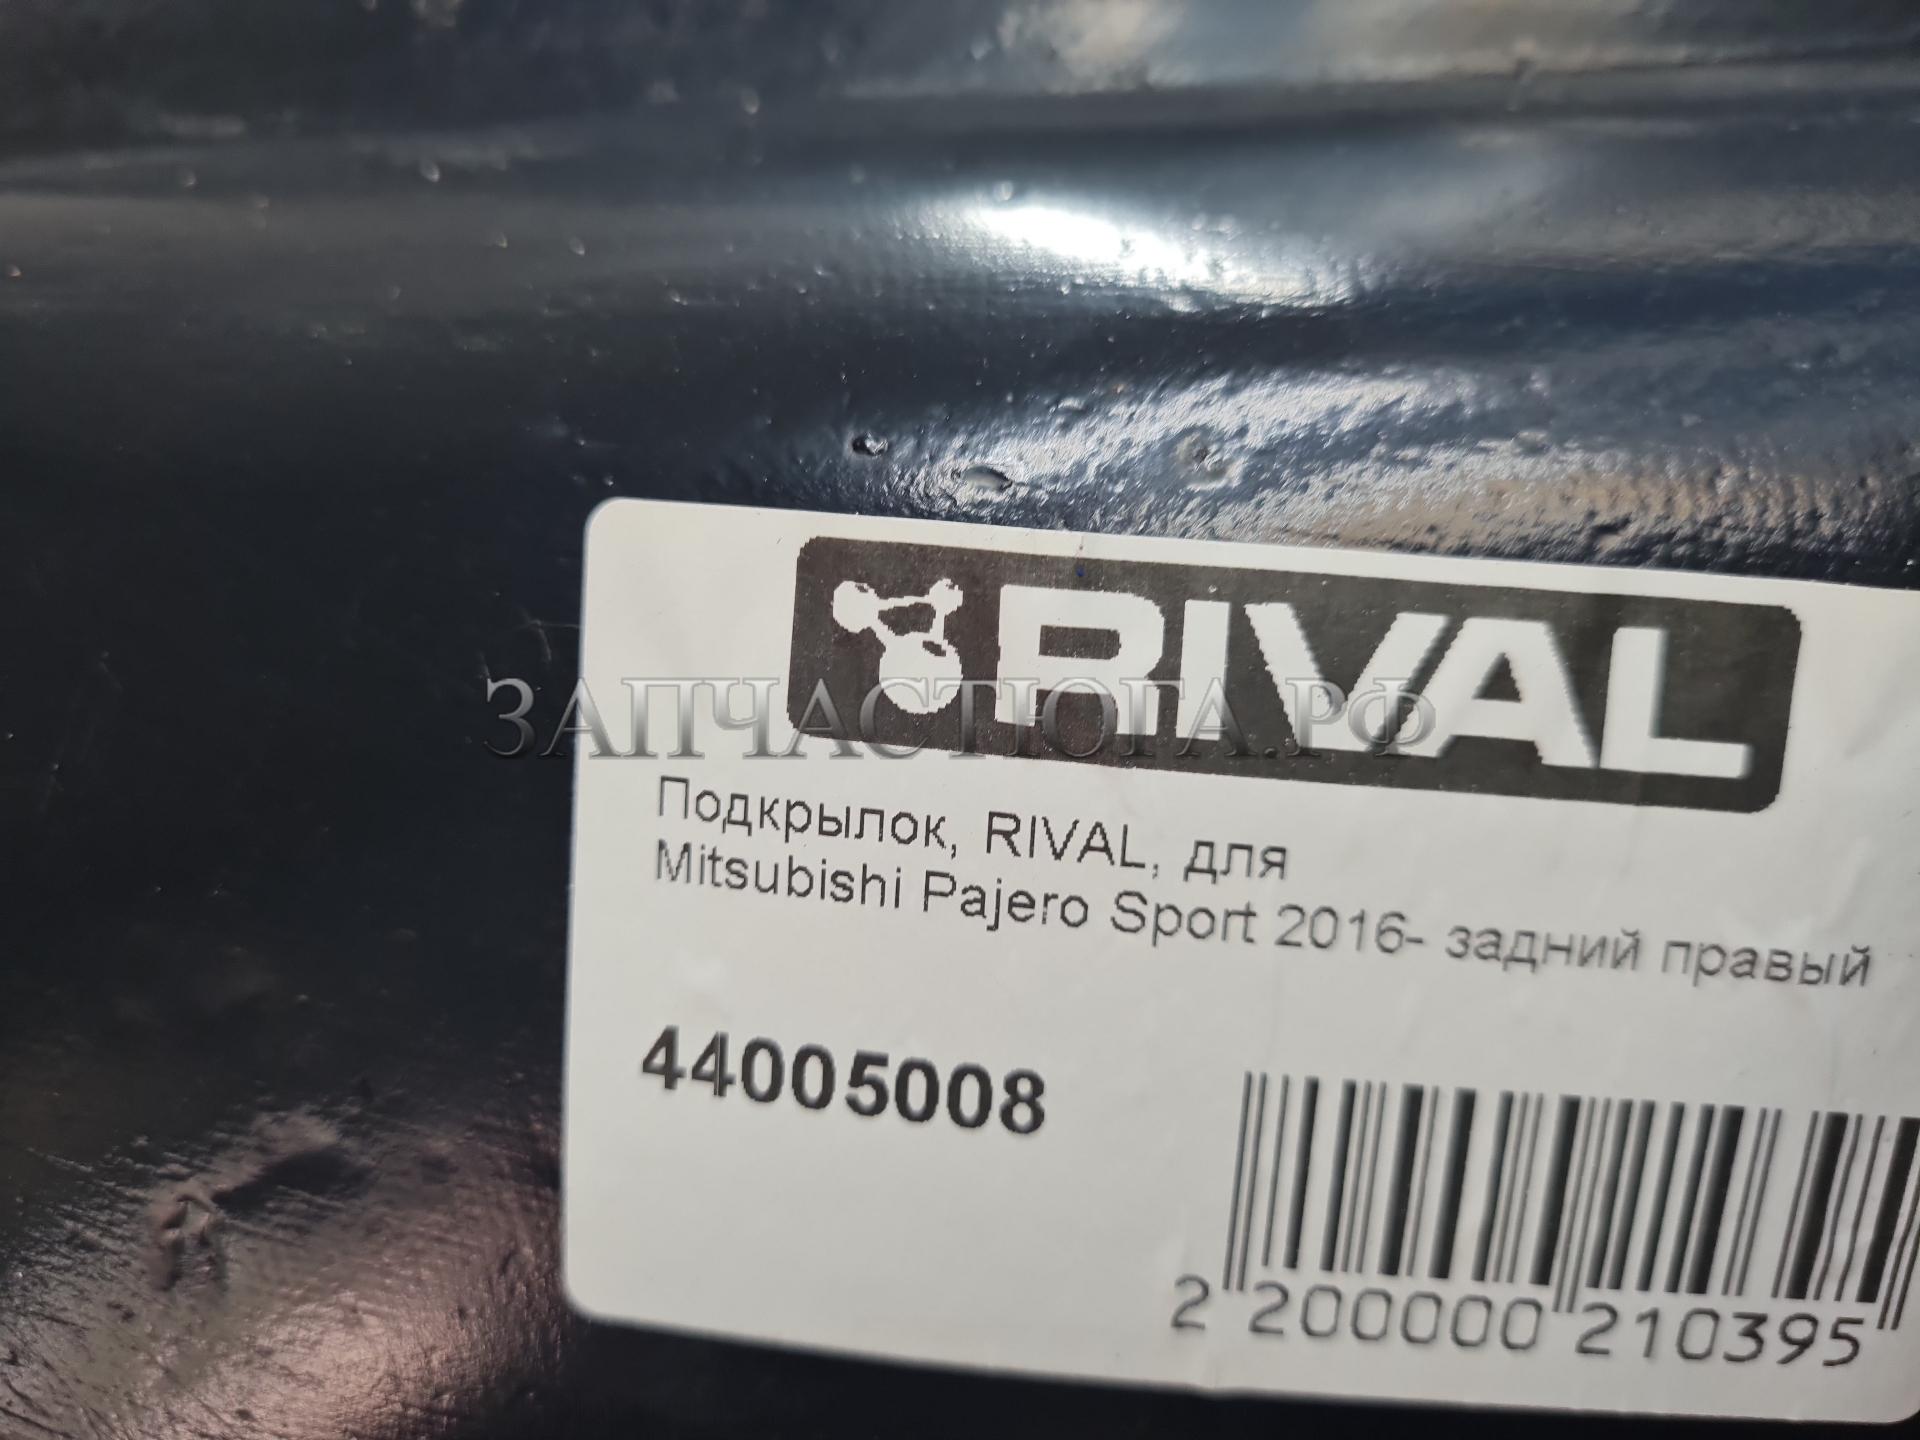 RIVAL
ЗАПЧАСТЮГА.РФ
Подкрылок, RIVAL, для
Mitsubishi Pajero Sport 2016- задний правый
44005008
2 200000 210395